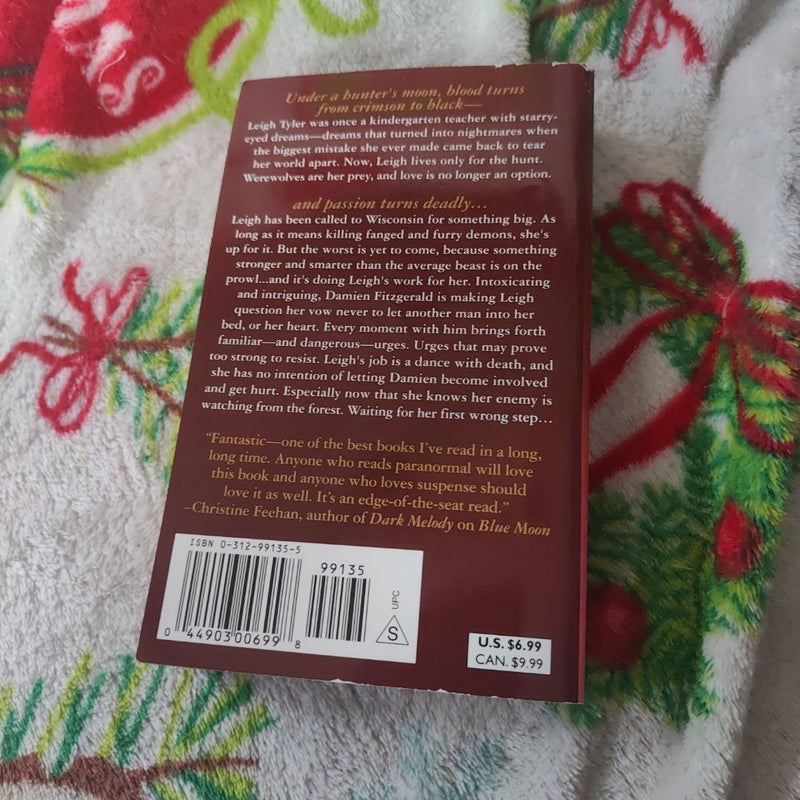 MAS
Under a hunter's moon, blood turns
from crimson to black—
Leigh Tyler was once a kindergarten teacher with starry-
eyed dreams—dreams that turned into nightmares when
the biggest mistake she ever made came back to tear
her world apart. Now, Leigh lives only for the hunt.
Werewolves are her prey, and love is no longer an option.
and passion turns deadly…
Leigh has been called to Wisconsin for something big. As
long as it means killing fanged and furry demons, she's
up for it. But the worst is yet to come, because something
stronger and smarter than the average beast is on the
prowl...and it's doing Leigh's work for her. Intoxicating
and intriguing, Damien Fitzgerald is making Leigh
question her vow never to let another man into her
bed, or her heart. Every moment with him brings forth
familiar—and dangerous—urges. Urges that may prove
too strong to resist. Leigh's job is a dance with death, and
she has no intention of letting Damien become involved
and get hurt. Especially now that she knows her enemy is
watching from the forest. Waiting for her first wrong step…
“Fantastic—one of the best books I've read in a long,
long time. Anyone who reads paranormal will love
this book and anyone who loves suspense should
love it as well. It's an edge-of-the-seat read.”
–Christine Feehan, author of Dark Melody on Blue Moon
ISBN 0-312-99135-5
99135
UPC
S
0 44903 00699 8
U.S. $6.99
CAN. $9.99